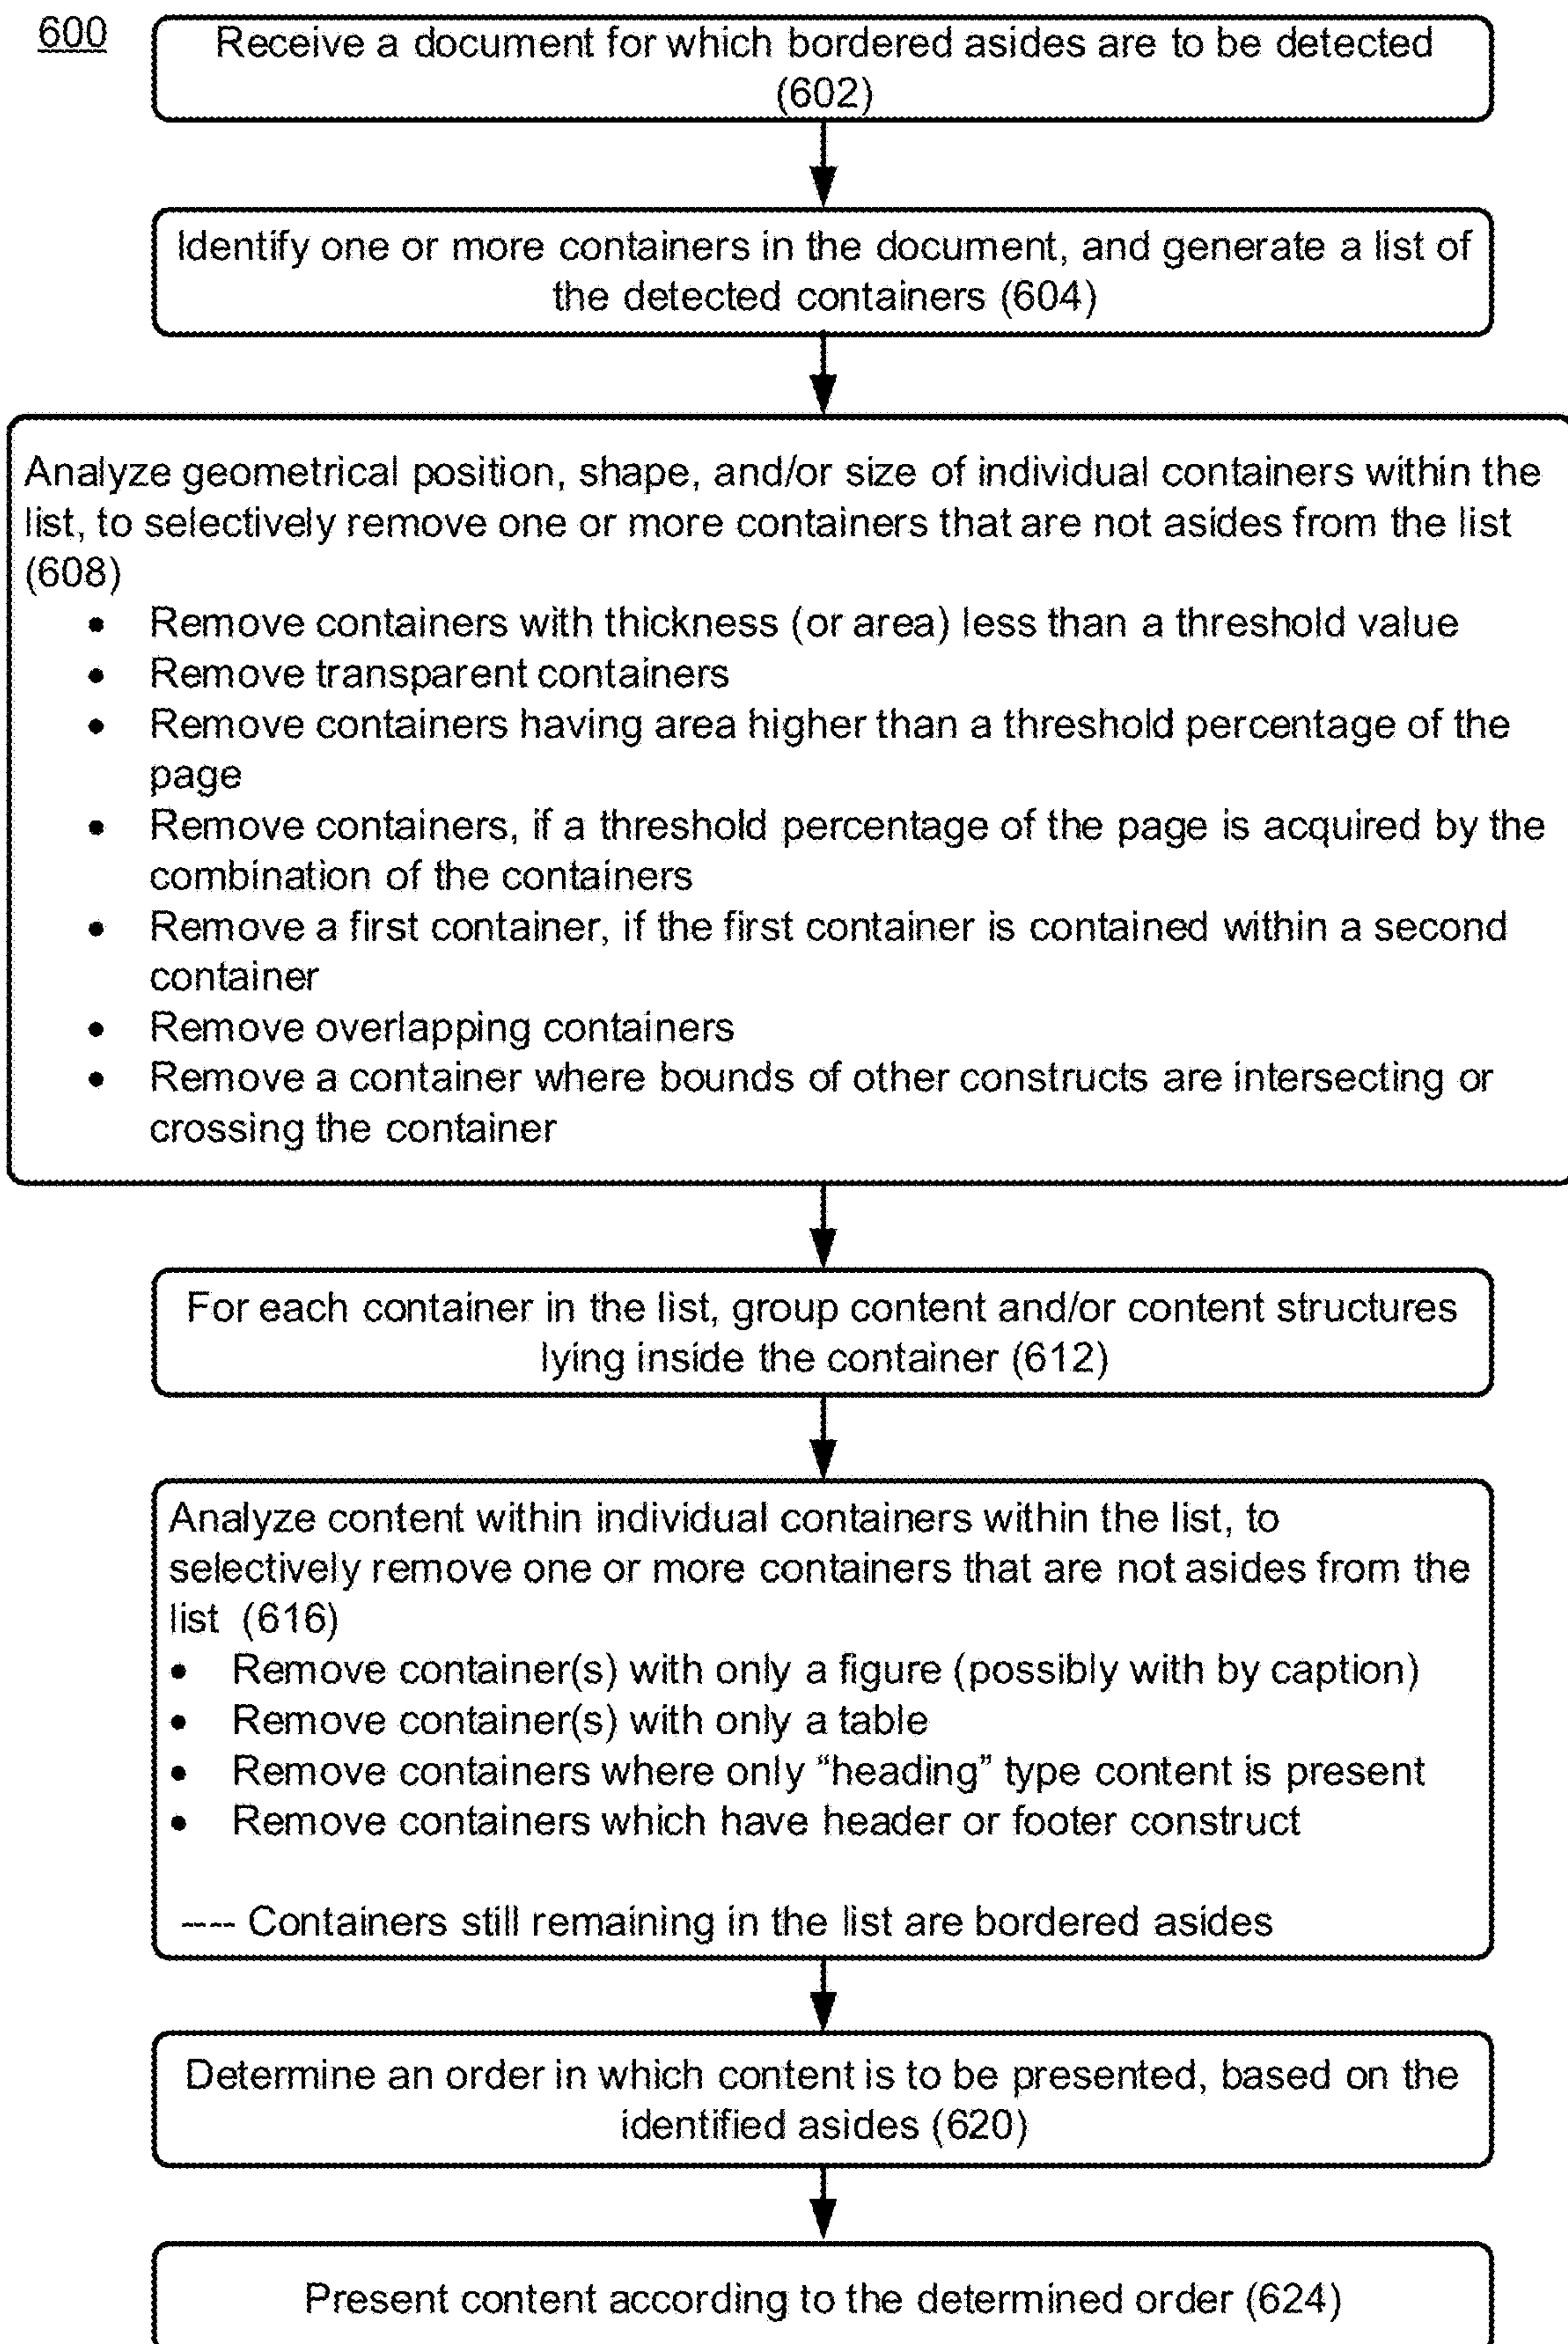 600
Receive a document for which bordered asides are to be detected
(602)
Identify one or more containers in the document, and generate a list of
the detected containers (604)
Analyze geometrical position, shape, and/or size of individual containers within the
list, to selectively remove one or more containers that are not asides from the list
(608)
• Remove containers with thickness (or area) less than a threshold value
• Remove transparent containers
• Remove containers having area higher than a threshold percentage of the
page
• Remove containers, if a threshold percentage of the page is acquired by the
combination of the containers
• Remove a first container, if the first container is contained within a second
container
• Remove overlapping containers
• Remove a container where bounds of other constructs are intersecting or
crossing the container
For each container in the list, group content and/or content structures
lying inside the container (612)
Analyze content within individual containers within the list, to
selectively remove one or more containers that are not asides from the
list (616)
• Remove container(s) with only a figure (possibly with by caption)
• Remove container(s) with only a table
• Remove containers where only “heading” type content is present
• Remove containers which have header or footer construct
---- Containers still remaining in the list are bordered asides
Determine an order in which content is to be presented, based on the
identified asides (620)
Present content according to the determined order (624)